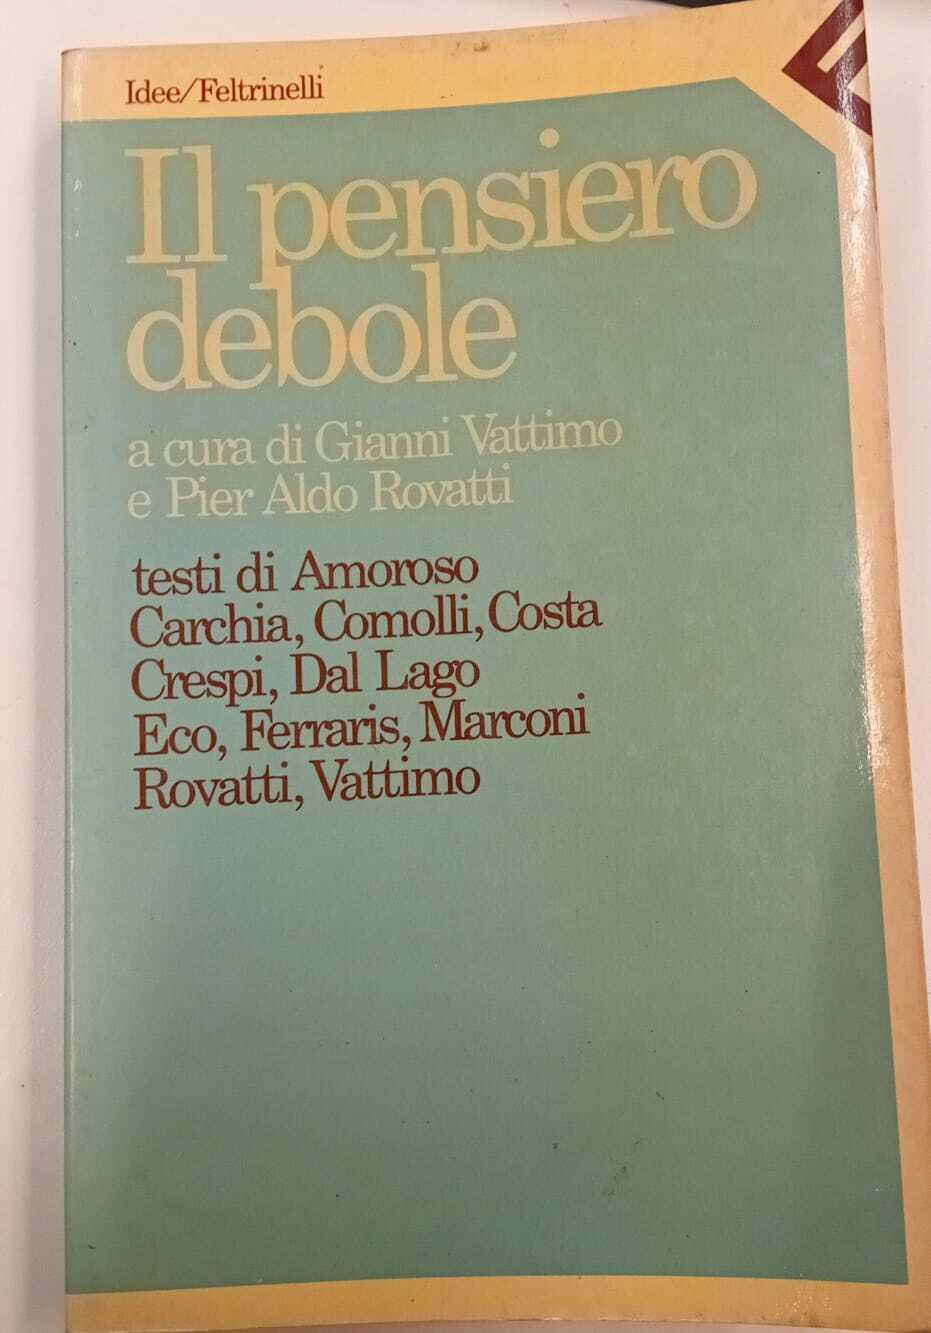 Idee/Feltrinelli
Il pensiero
debole
a cura di Gianni Vattimo
e Pier Aldo Rovatti
testi di Amoroso
Carchia, Comolli, Costa
Crespi, Dal Lago
Eco, Ferraris, Marconi
Rovatti, Vattimo